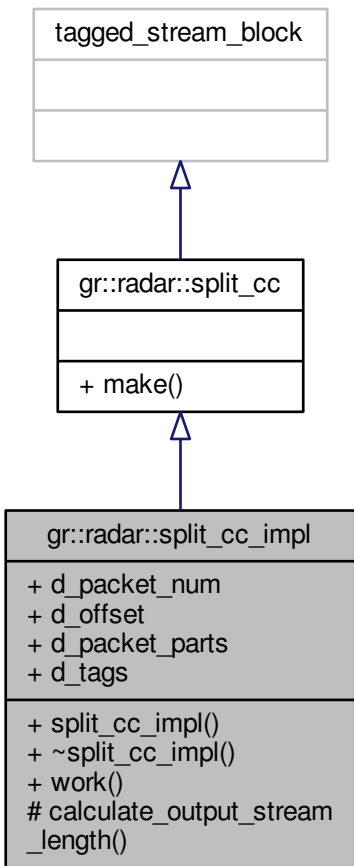 tagged_stream_block
gr::radar::split_cc
+ make()
gr::radar::split_cc_impl
+ d_packet_num
+ d_offset
+ d_packet_parts
+ d_tags
+ split_cc_impl()
+ ~split_cc_impl()
+ work()
# calculate_output_stream
_length()